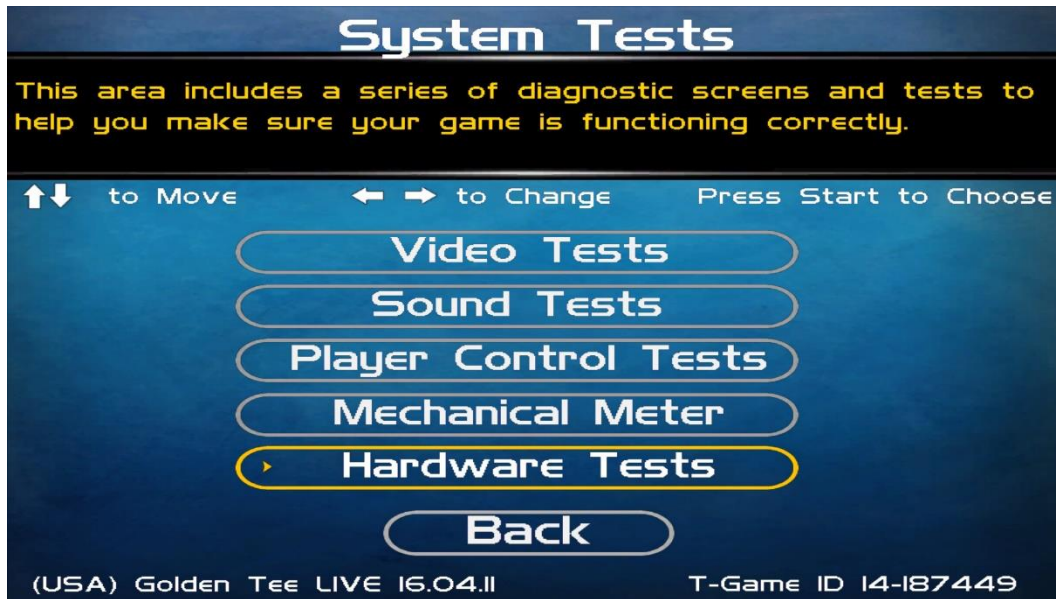 System Tests
This area includes a series of diagnostic screens and tests to
help you make sure your game is functioning correctly.
to Move to Change Press Start to Choose
Video Tests
Sound Tests
Player Control Tests
Mechanical Meter
Hardware Tests
Back
(USA) Golden Tee LIVE 16.04.11 T-Game ID 14-187449